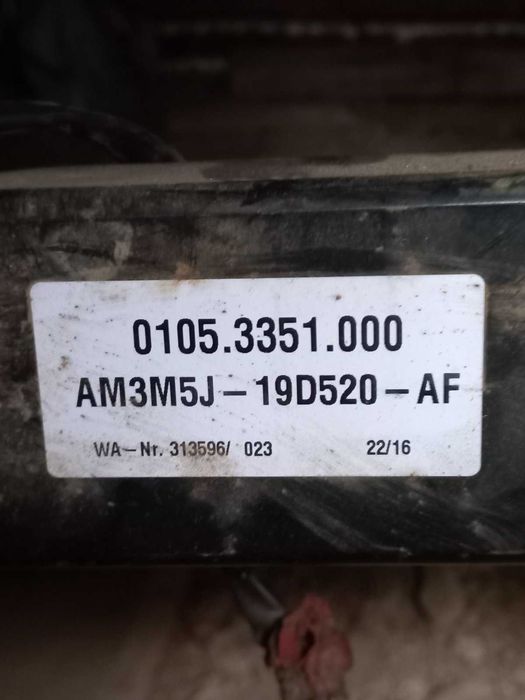 0105.3351.000
AM3M5J-19D520-AF
WA-Nr. 313596/ 023 22/16